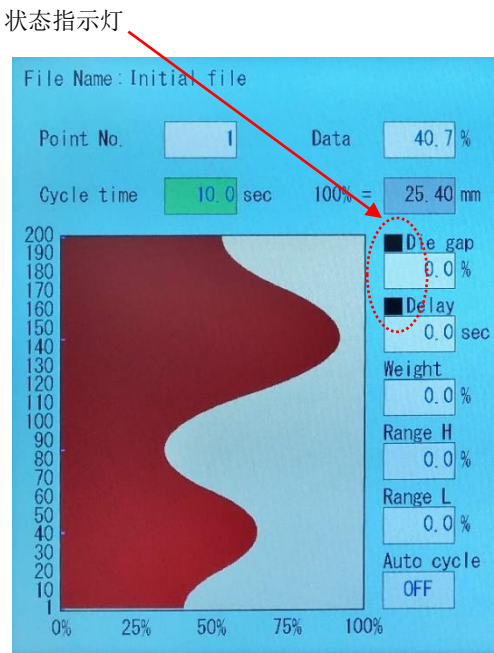 状态指示灯
File Name:Initial file
Point No. 1 Data 40.7 %
Cycle time 10.0 sec 100% = 25.40 mm
200
190
180
170
160
150
140
130
120
110
100
90
80
70
60
50
40
30
20
10
1
0% 25% 50% 75% 100%
Die gap
0.0 %
Delay
0.0 sec
Weight
0.0 %
Range H
0.0 %
Range L
0.0 %
Auto cycle
OFF